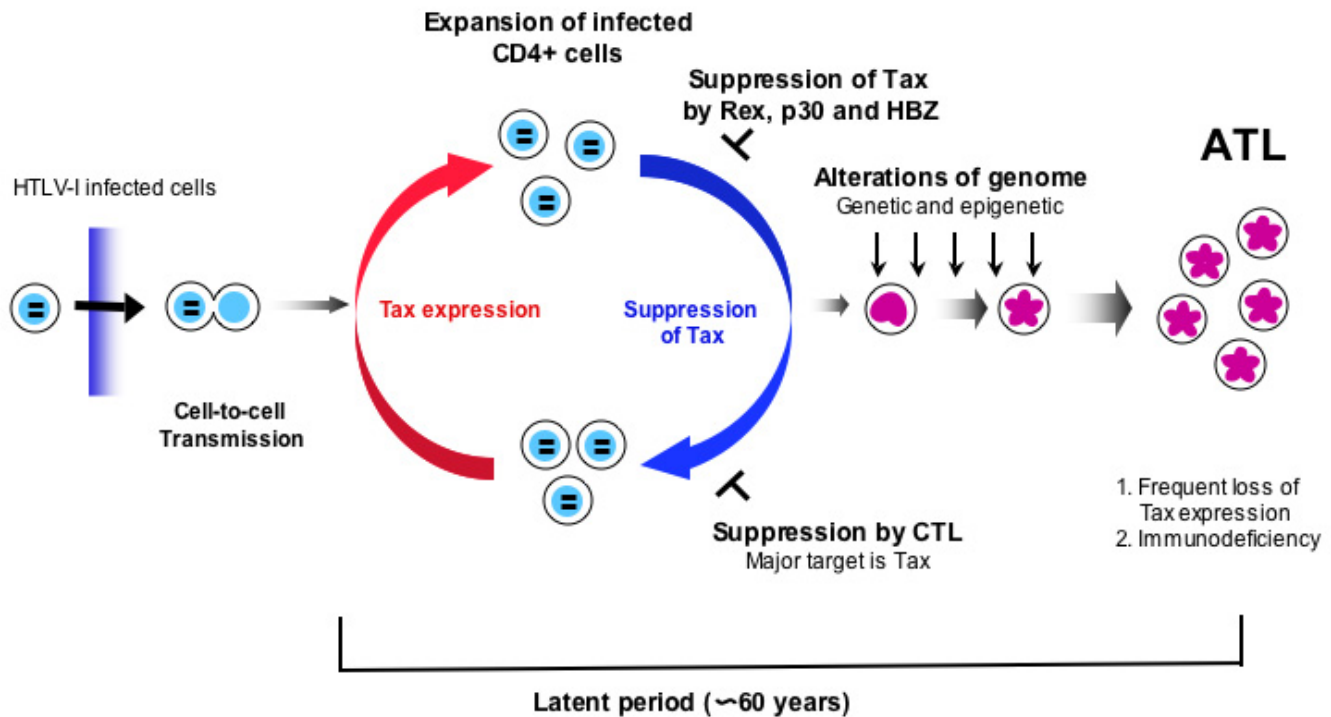 Expansion of infected
CD4+ cells
Suppression of Tax
by Rex, p30 and HBZ
ATL
HTLV-I infected cells
Alterations of genome
Genetic and epigenetic
Tax expression
Suppression
of Tax
Cell-to-cell
Transmission
Suppression by CTL
Major target is Tax
1. Frequent loss of
Tax expression
2. Immunodeficiency
Latent period (~60 years)